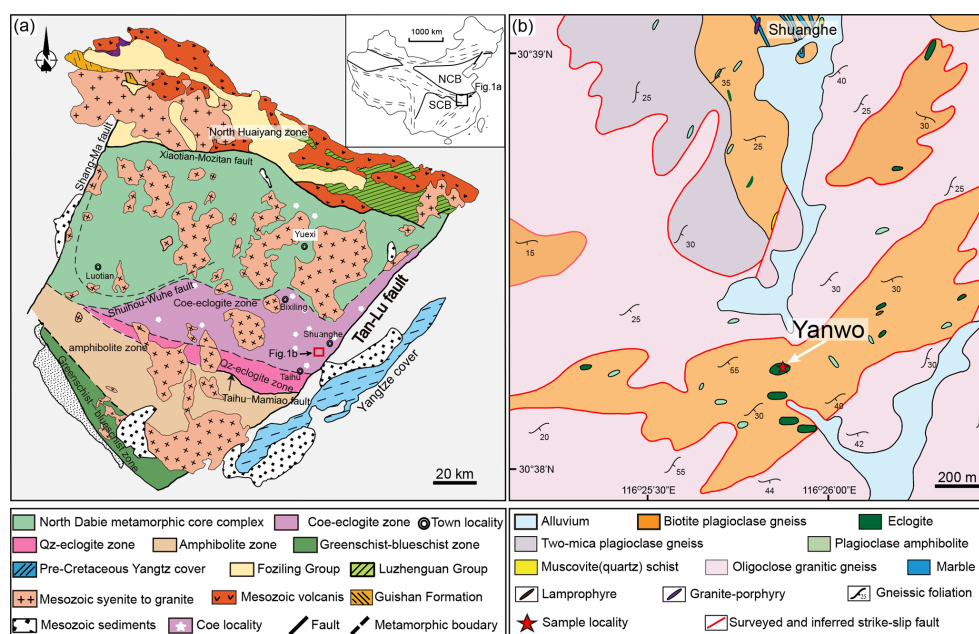 (a)
1000 km
NCB
Fig.1a
SCB
North Huaiyang zone
Shang-Ma fault
Xiaotian-Mozitan fault
Yuexi
Luotian
Shuihou-Wuhe fault
Coe-eclogite zone
Bixiling
Tan-Lu fault
Shuanghe
Fig.1b
amphibolite zone
Qz-eclogite zone
Taihu
Taihu-Mamiao fault
Yangtze cover
Greenschist-blueschist zone
20 km
(b)
Shuanghe
30°39'N
40
25
35
25
25
30
25
30
15
30
30
25
Yanwo
55
30
30
40
20
42
30°38'N
55
44
200 m
116°25'30"E
116°26'00"E
North Dabie metamorphic core complex
Coe-eclogite zone
Town locality
Qz-eclogite zone
Amphibolite zone
Greenschist-blueschist zone
Pre-Cretaceous Yangtz cover
Foziling Group
Luzhenguan Group
Mesozoic syenite to granite
Mesozoic volcanis
Guishan Formation
Mesozoic sediments
Coe locality
Fault
Metamorphic boudary
Alluvium
Biotite plagioclase gneiss
Eclogite
Two-mica plagioclase gneiss
Plagioclase amphibolite
Muscovite(quartz) schist
Oligoclose granitic gneiss
Marble
Lamprophyre
Granite-porphyry
25
Gneissic foliation
Sample locality
Surveyed and inferred strike-slip fault